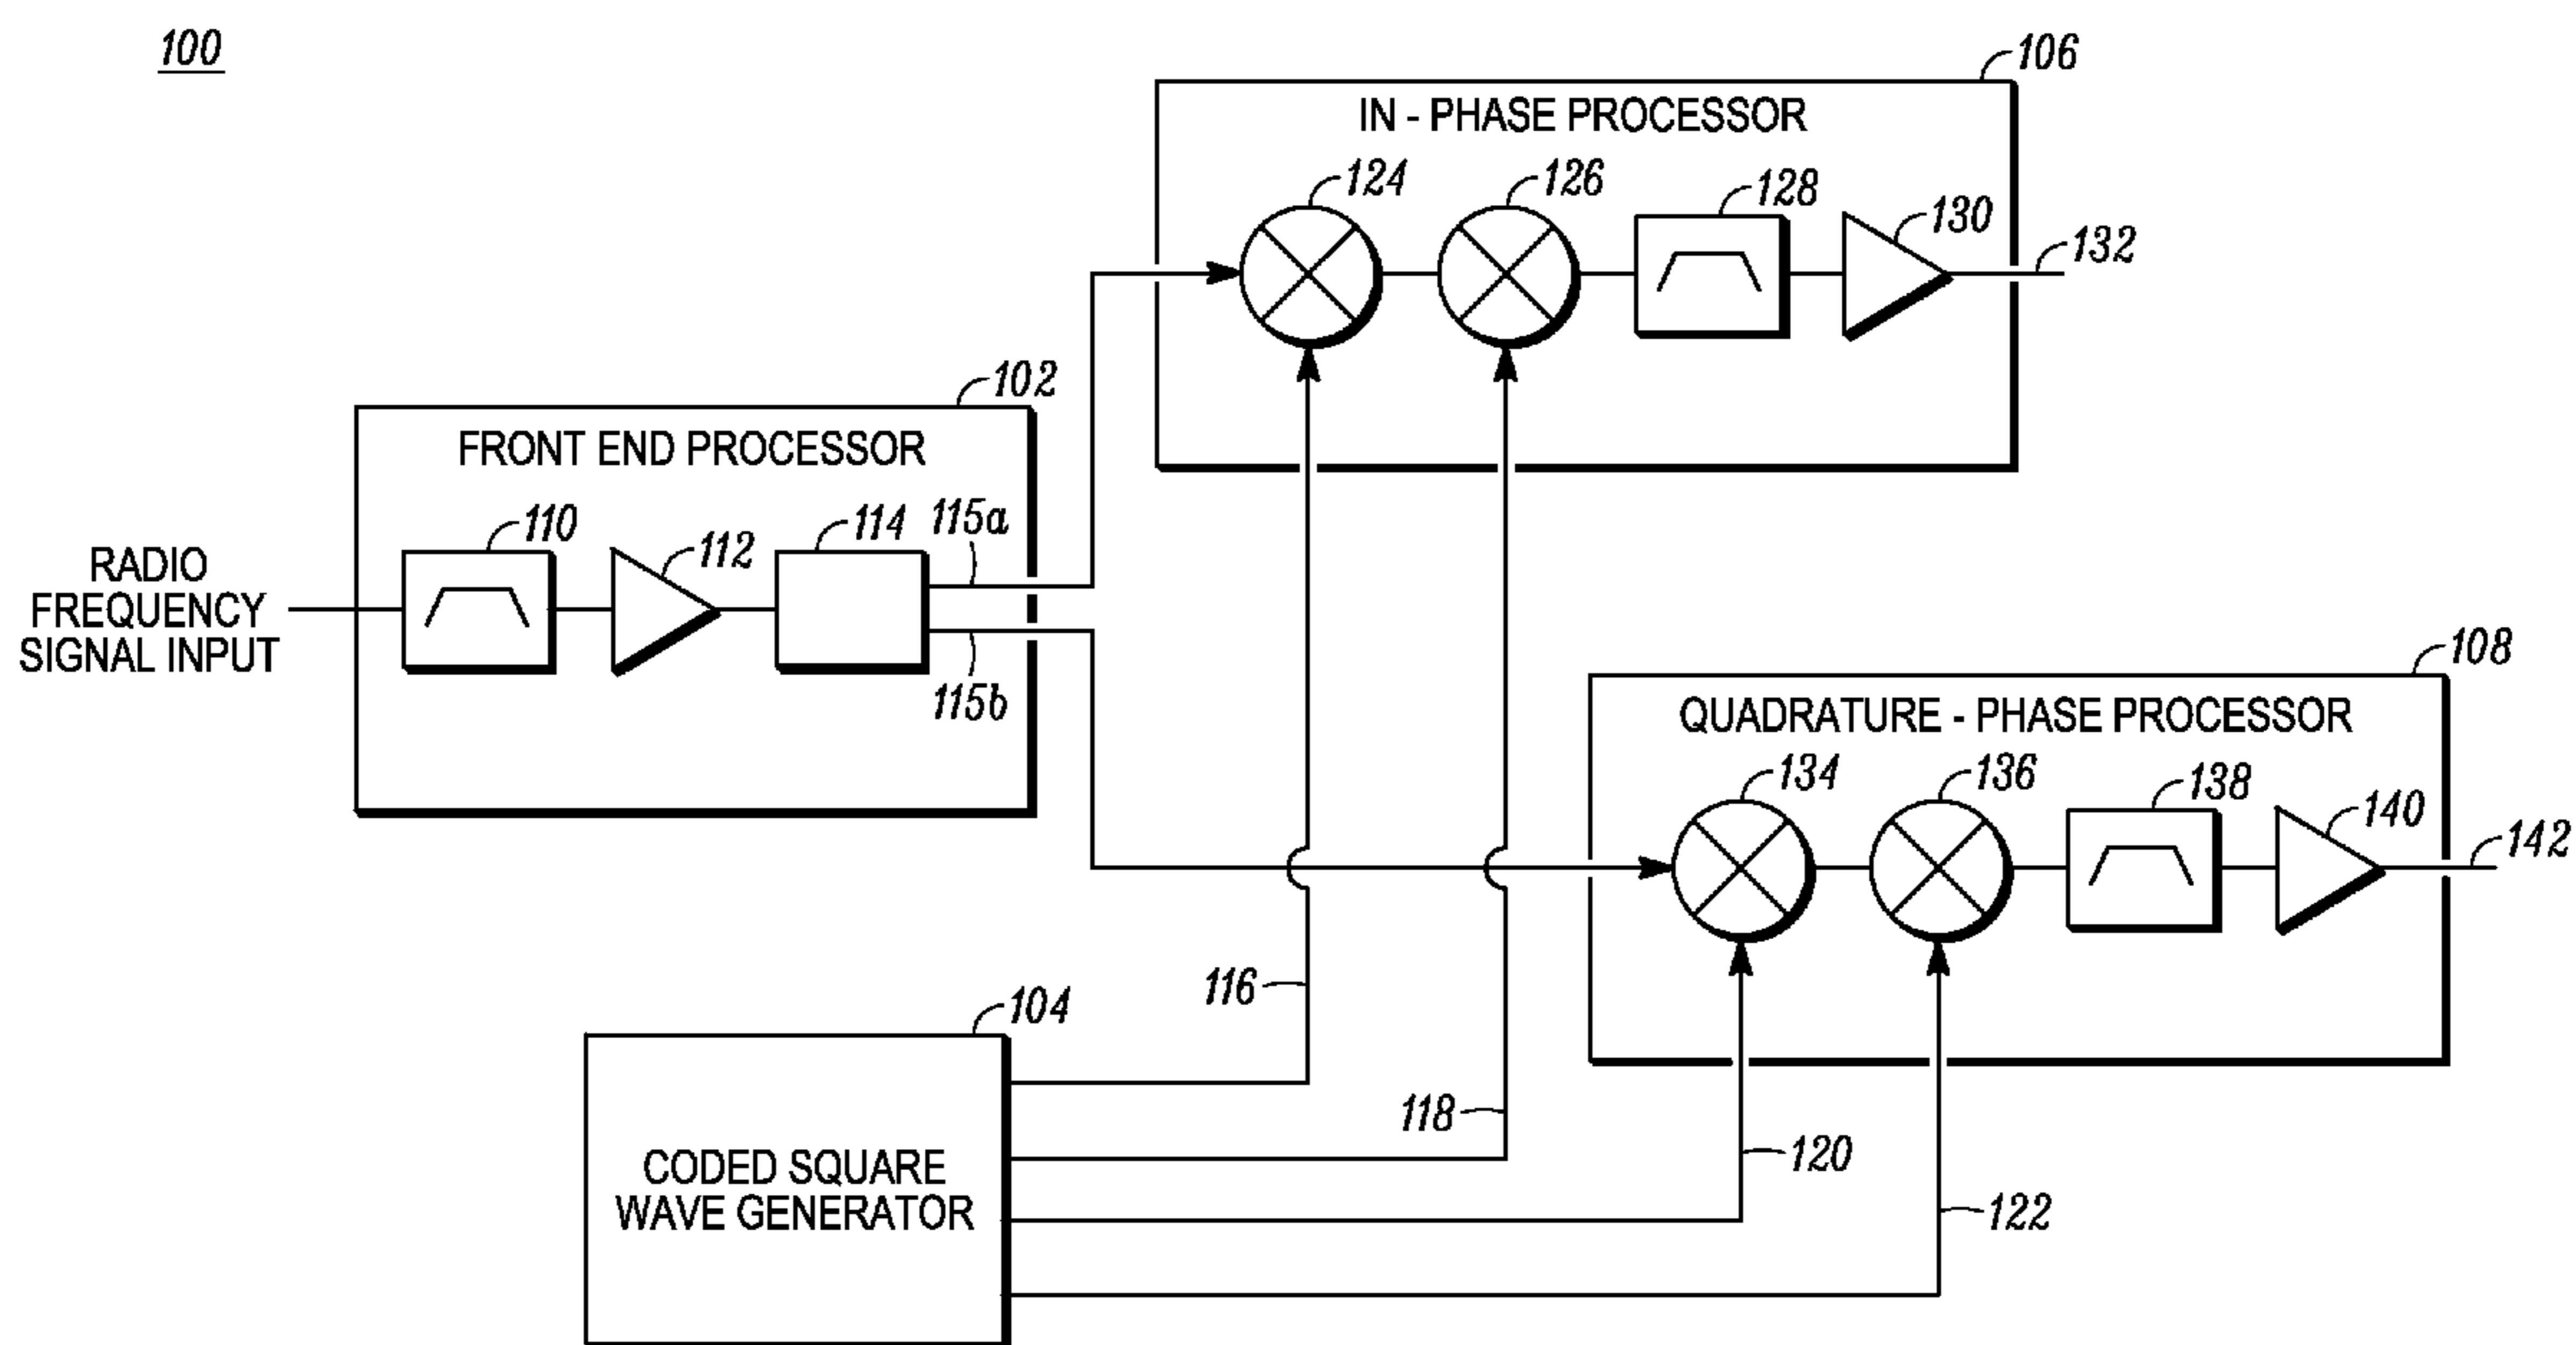 100
106
IN - PHASE PROCESSOR
124
126
128
130
132
102
FRONT END PROCESSOR
110
112
114
115a
115b
RADIO
FREQUENCY
SIGNAL INPUT
108
QUADRATURE - PHASE PROCESSOR
134
136
138
140
142
104
CODED SQUARE
WAVE GENERATOR
116
118
120
122